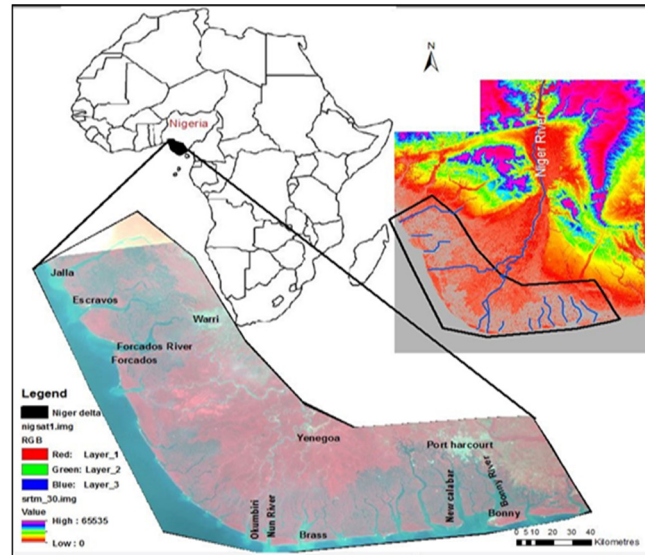 N
Nigeria
Niger River
Jalla
Escravos
Warri
Forcados River
Forcados
Yenegoa
Port harcourt
Okumbiri
Nun River
Brass
New calabar
Bonny River
Bonny
Legend
Niger delta
nigsat1.img
RGB
Red: Layer_1
Green: Layer_2
Blue: Layer_3
srtm_30.img
Value
High : 65535
Low : 0
0 5 10 20 30 40
Kilometres